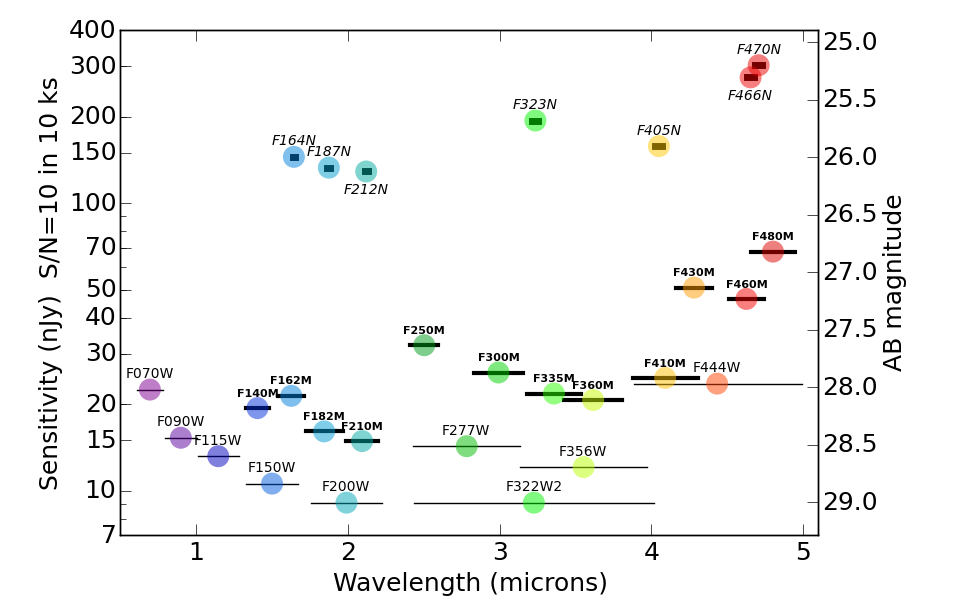 400
300
200
150
100
70
50
40
30
20
15
10
7
Sensitivity (nJy)  S/N=10 in 10 ks
25.0
25.5
26.0
26.5
27.0
27.5
28.0
28.5
29.0
AB magnitude
F470N
F466N
F323N
F405N
F164N
F187N
F212N
F480M
F430M
F460M
F250M
F300M
F410M
F444W
F335M
F360M
F070W
F162M
F140M
F182M
F210M
F090W
F115W
F277W
F356W
F150W
F200W
F322W2
1
2
3
4
5
Wavelength (microns)